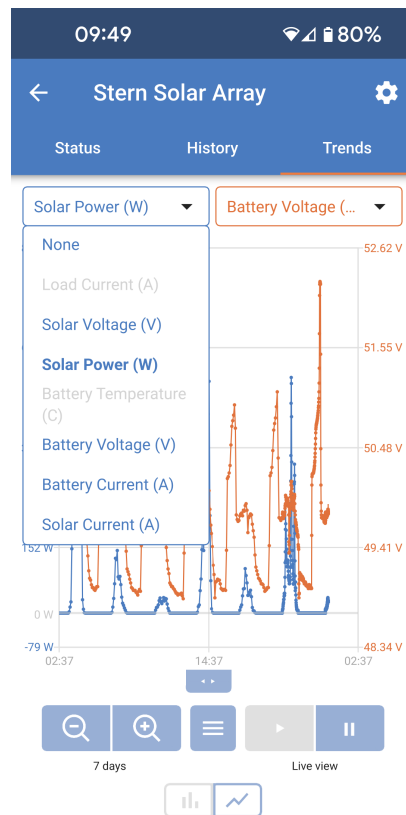 09:49
80%
Stern Solar Array
Status
History
Trends
Solar Power (W)
Battery Voltage (...
None
Load Current (A)
Solar Voltage (V)
Solar Power (W)
Battery Temperature
(C)
Battery Voltage (V)
Battery Current (A)
Solar Current (A)
52.62 V
51.55 V
50.48 V
152 W
49.41 V
0 W
-79 W
48.34 V
02:37
14:37
02:37
7 days
Live view